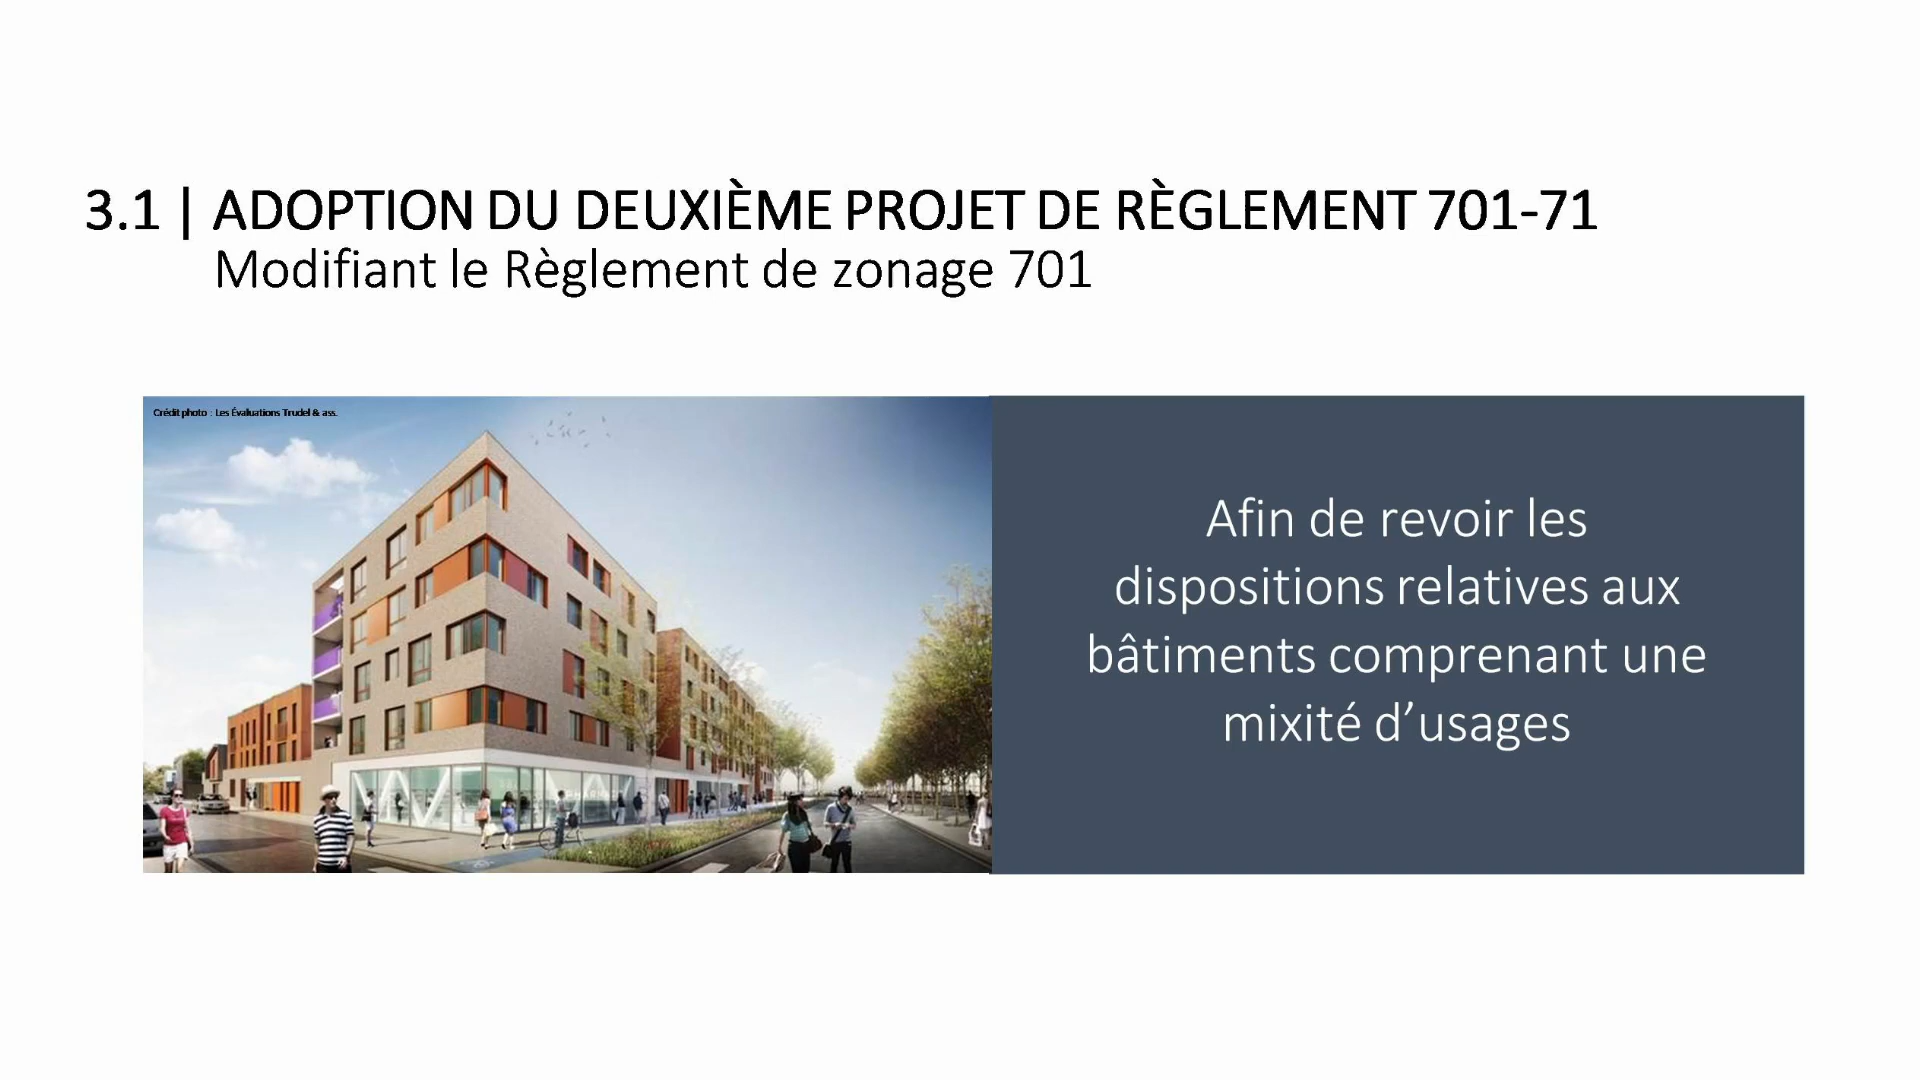 3.1 | ADOPTION DU DEUXIÈME PROJET DE RÈGLEMENT 701-71
Modifiant le Règlement de zonage 701
Crédit photo : Les Évaluations Trudel & ass.
Afin de revoir les
dispositions relatives aux
bâtiments comprenant une
mixité d’usages